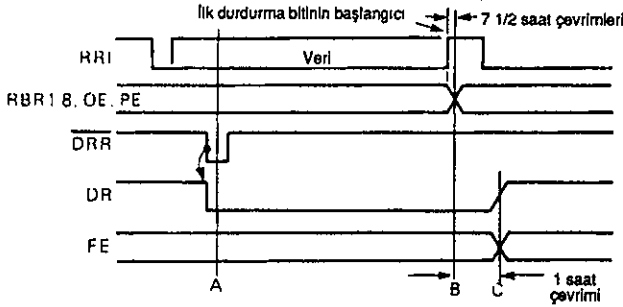 İlk durdurma bitinin başlangıcı
7 1/2 saat çevrimleri
RRI
Veri
RBR1 8, OE, PE
DRR
DR
FE
A
B
C
1 saat
çevrimi